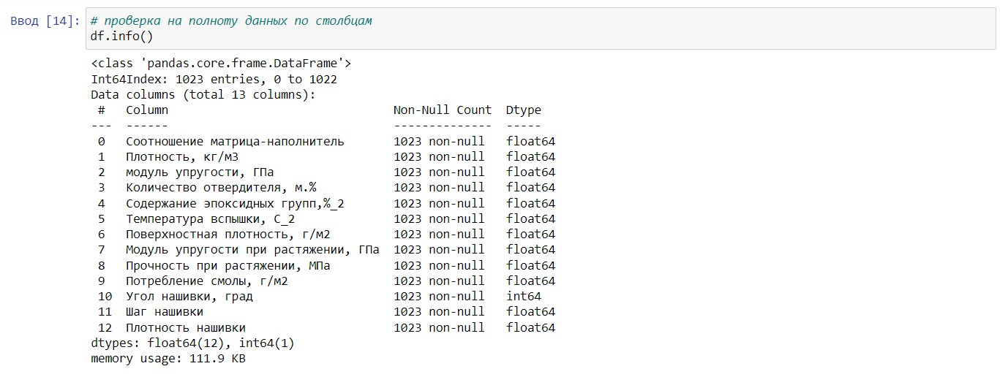 Ввод [14]: # проверка на полноту данных по столбцам
df.info()
<class 'pandas.core.frame.DataFrame'>
Int64Index: 1023 entries, 0 to 1022
Data columns (total 13 columns):
 #   Column                                Non-Null Count  Dtype
---  ------                                --------------  -----
 0   Соотношение матрица-наполнитель       1023 non-null   float64
 1   Плотность, кг/м3                      1023 non-null   float64
 2   модуль упругости, ГПа                 1023 non-null   float64
 3   Количество отвердителя, м.%           1023 non-null   float64
 4   Содержание эпоксидных групп,%_2       1023 non-null   float64
 5   Температура вспышки, С_2              1023 non-null   float64
 6   Поверхностная плотность, г/м2         1023 non-null   float64
 7   Модуль упругости при растяжении, ГПа  1023 non-null   float64
 8   Прочность при растяжении, МПа         1023 non-null   float64
 9   Потребление смолы, г/м2               1023 non-null   float64
 10  Угол нашивки, град                    1023 non-null   int64
 11  Шаг нашивки                           1023 non-null   float64
 12  Плотность нашивки                     1023 non-null   float64
dtypes: float64(12), int64(1)
memory usage: 111.9 KB